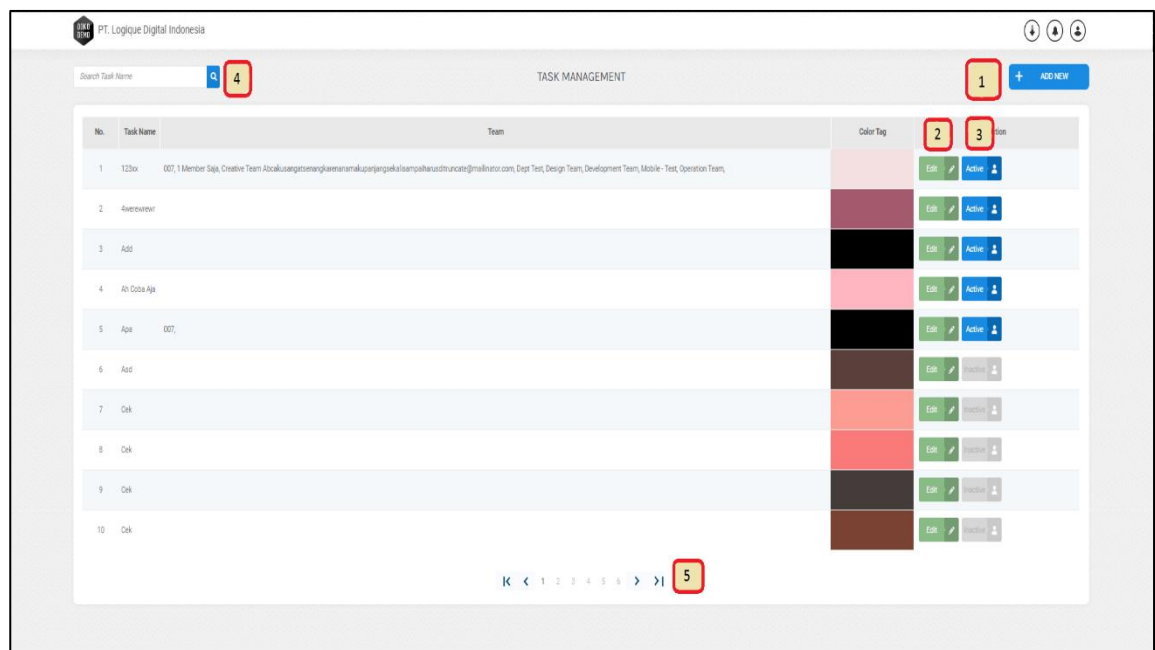 DOKU DEMO PT. Logique Digital Indonesia
Search Task Name 4 TASK MANAGEMENT 1 + ADD NEW
No. Task Name Team Color Tag 2 3 tion
1 123xx 007, 1 Member Saja, Creative Team Abcaikusangatsenangkarenanamakupanjangsekalisampaiharusditruncate@mailinator.com, Dept Test, Design Team, Development Team, Mobile - Test, Operation Team, Edit Active
2 4werewrewr Edit Active
3 Add Edit Active
4 Ah Coba Aja Edit Active
5 Apa 007, Edit Active
6 Asd Edit Inactive
7 Cek Edit Inactive
8 Cek Edit Inactive
9 Cek Edit Inactive
10 Cek Edit Inactive
1 2 3 4 5 6 5